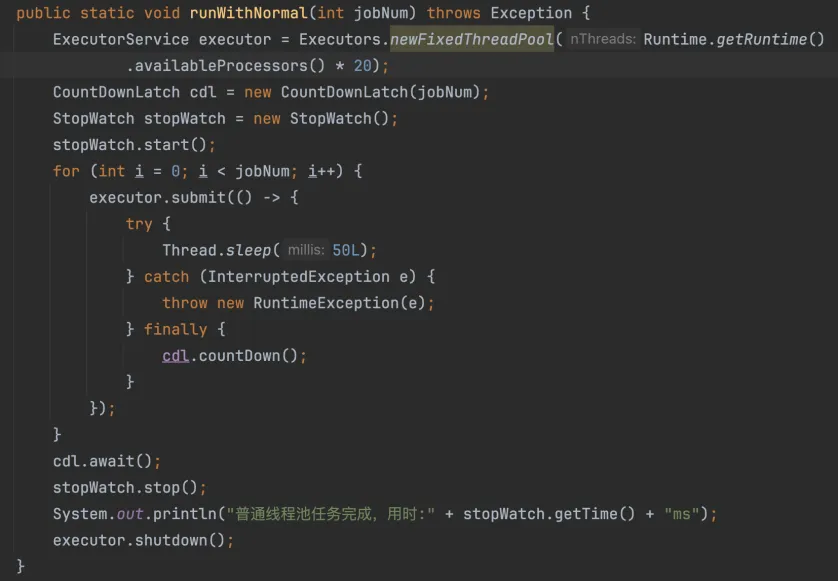 public static void runWithNormal(int jobNum) throws Exception {
ExecutorService executor = Executors.newFixedThreadPool( nThreads: Runtime.getRuntime()
.availableProcessors() * 20);
CountDownLatch cdl = new CountDownLatch(jobNum);
StopWatch stopWatch = new StopWatch();
stopWatch.start();
for (int i = 0; i < jobNum; i++) {
executor.submit(() -> {
try {
Thread.sleep( millis: 50L);
} catch (InterruptedException e) {
throw new RuntimeException(e);
} finally {
cdl.countDown();
}
});
}
cdl.await();
stopWatch.stop();
System.out.println("普通线程池任务完成，用时:" + stopWatch.getTime() + "ms");
executor.shutdown();
}